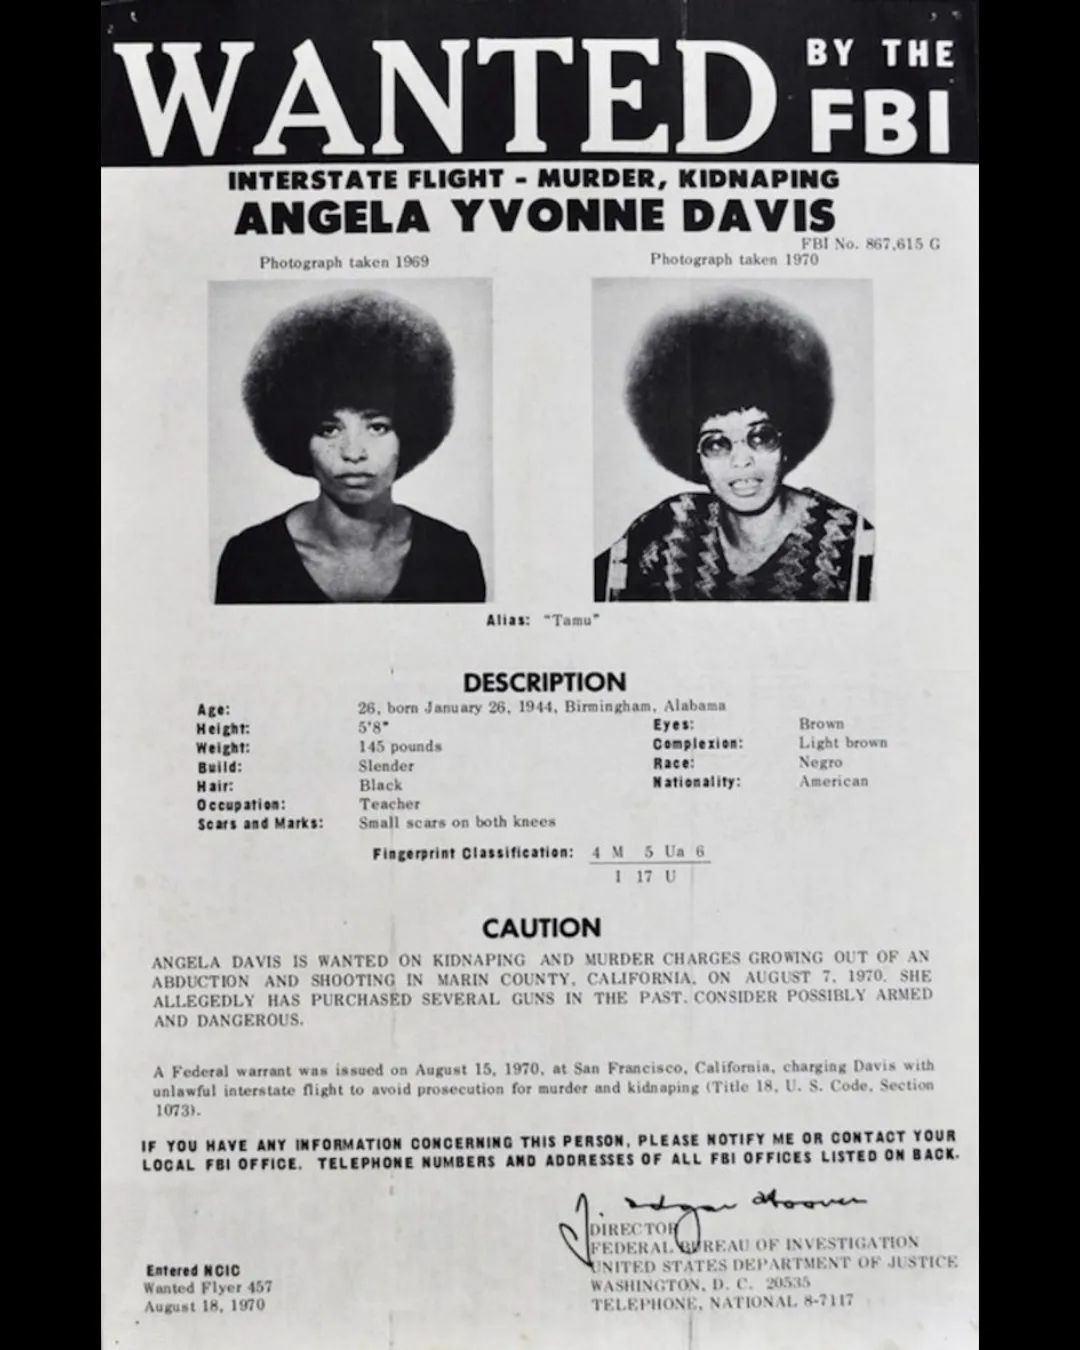 WANTED BY THE FBI
INTERSTATE FLIGHT - MURDER, KIDNAPING
ANGELA YVONNE DAVIS
FBI No. 867,615 G
Photograph taken 1969
Photograph taken 1970
Alias: "Tamu"
DESCRIPTION
Age: 26, born January 26, 1944, Birmingham, Alabama
Height: 5'8"
Eyes: Brown
Weight: 145 pounds
Complexion: Light brown
Build: Slender
Race: Negro
Hair: Black
Nationality: American
Occupation: Teacher
Scars and Marks: Small scars on both knees
Fingerprint Classification: 4 M 5 Ua 6
1 17 U
CAUTION
ANGELA DAVIS IS WANTED ON KIDNAPING AND MURDER CHARGES GROWING OUT OF AN
ABDUCTION AND SHOOTING IN MARIN COUNTY, CALIFORNIA, ON AUGUST 7, 1970. SHE
ALLEGEDLY HAS PURCHASED SEVERAL GUNS IN THE PAST. CONSIDER POSSIBLY ARMED
AND DANGEROUS.
A Federal warrant was issued on August 15, 1970, at San Francisco, California, charging Davis with
unlawful interstate flight to avoid prosecution for murder and kidnaping (Title 18, U. S. Code, Section
1073).
IF YOU HAVE ANY INFORMATION CONCERNING THIS PERSON, PLEASE NOTIFY ME OR CONTACT YOUR
LOCAL FBI OFFICE. TELEPHONE NUMBERS AND ADDRESSES OF ALL FBI OFFICES LISTED ON BACK.
J. Edgar Hoover
DIRECTOR
FEDERAL BUREAU OF INVESTIGATION
UNITED STATES DEPARTMENT OF JUSTICE
WASHINGTON, D. C. 20535
TELEPHONE, NATIONAL 8-7117
Entered NCIC
Wanted Flyer 457
August 18, 1970